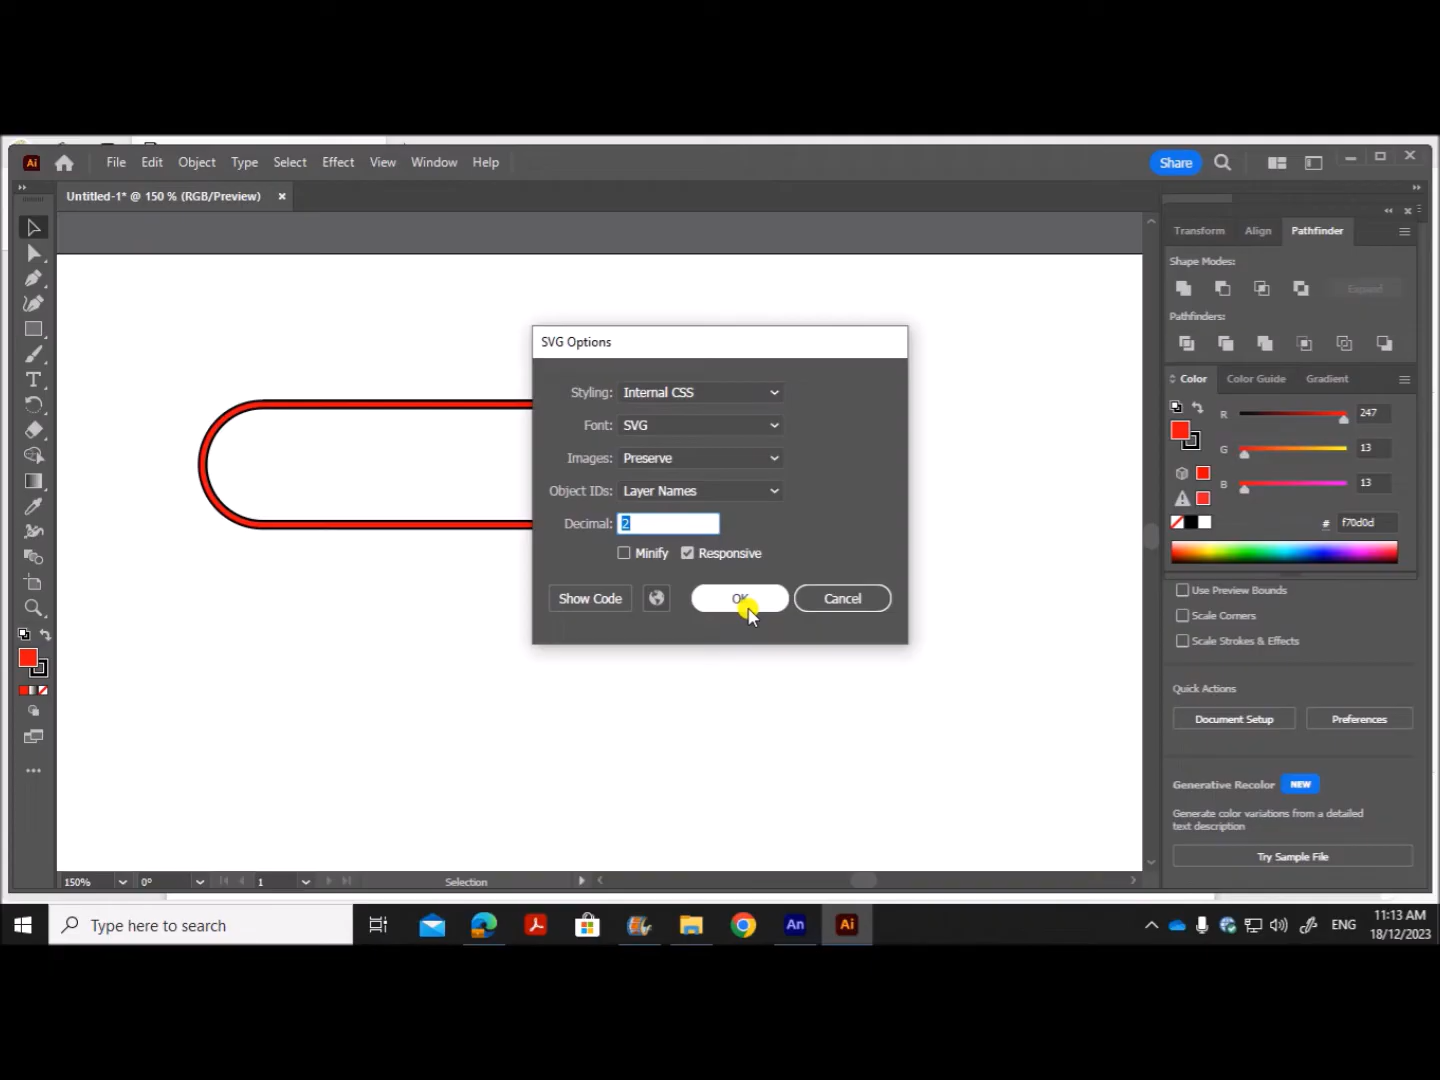 Ai File Edit Object Type Select Effect View Window Help Share
Untitled-1* @ 150 % (RGB/Preview)
Transform Align Pathfinder
Shape Modes:
Expand
Pathfinders:
SVG Options
Styling: Internal CSS
Font: SVG
Images: Preserve
Object IDs: Layer Names
Decimal: 2
Minify Responsive
Show Code OK Cancel
Color Color Guide Gradient
R 247
G 13
B 13
# f70d0d
Use Preview Bounds
Scale Corners
Scale Strokes & Effects
Quick Actions
Document Setup Preferences
Generative Recolor NEW
Generate color variations from a detailed
text description
Try Sample File
150% 0° 1 Selection
Type here to search An Ai ENG
11:13 AM
18/12/2023